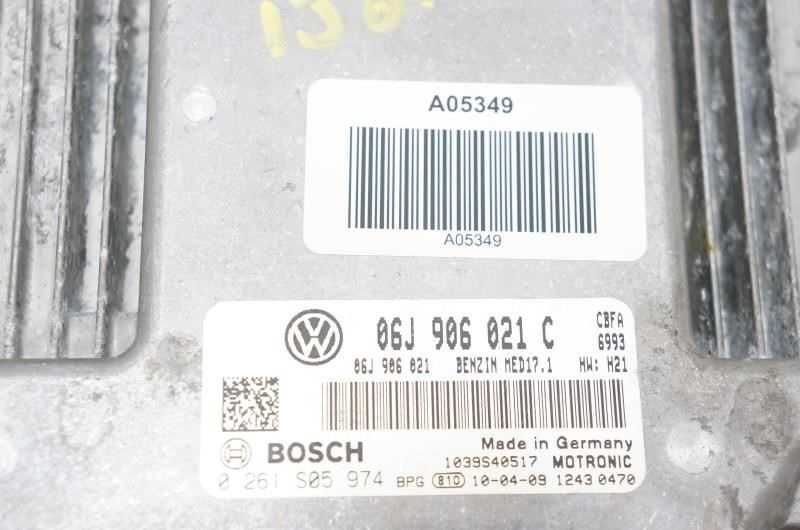 A05349
A05349
06J 906 021 C CBFA
6993
06J 906 021 BENZIN MED17.1 HW: H21
BOSCH Made in Germany
1039S40517 MOTRONIC
0 261 S05 974 BPG 810 10-04-09 1243 0470